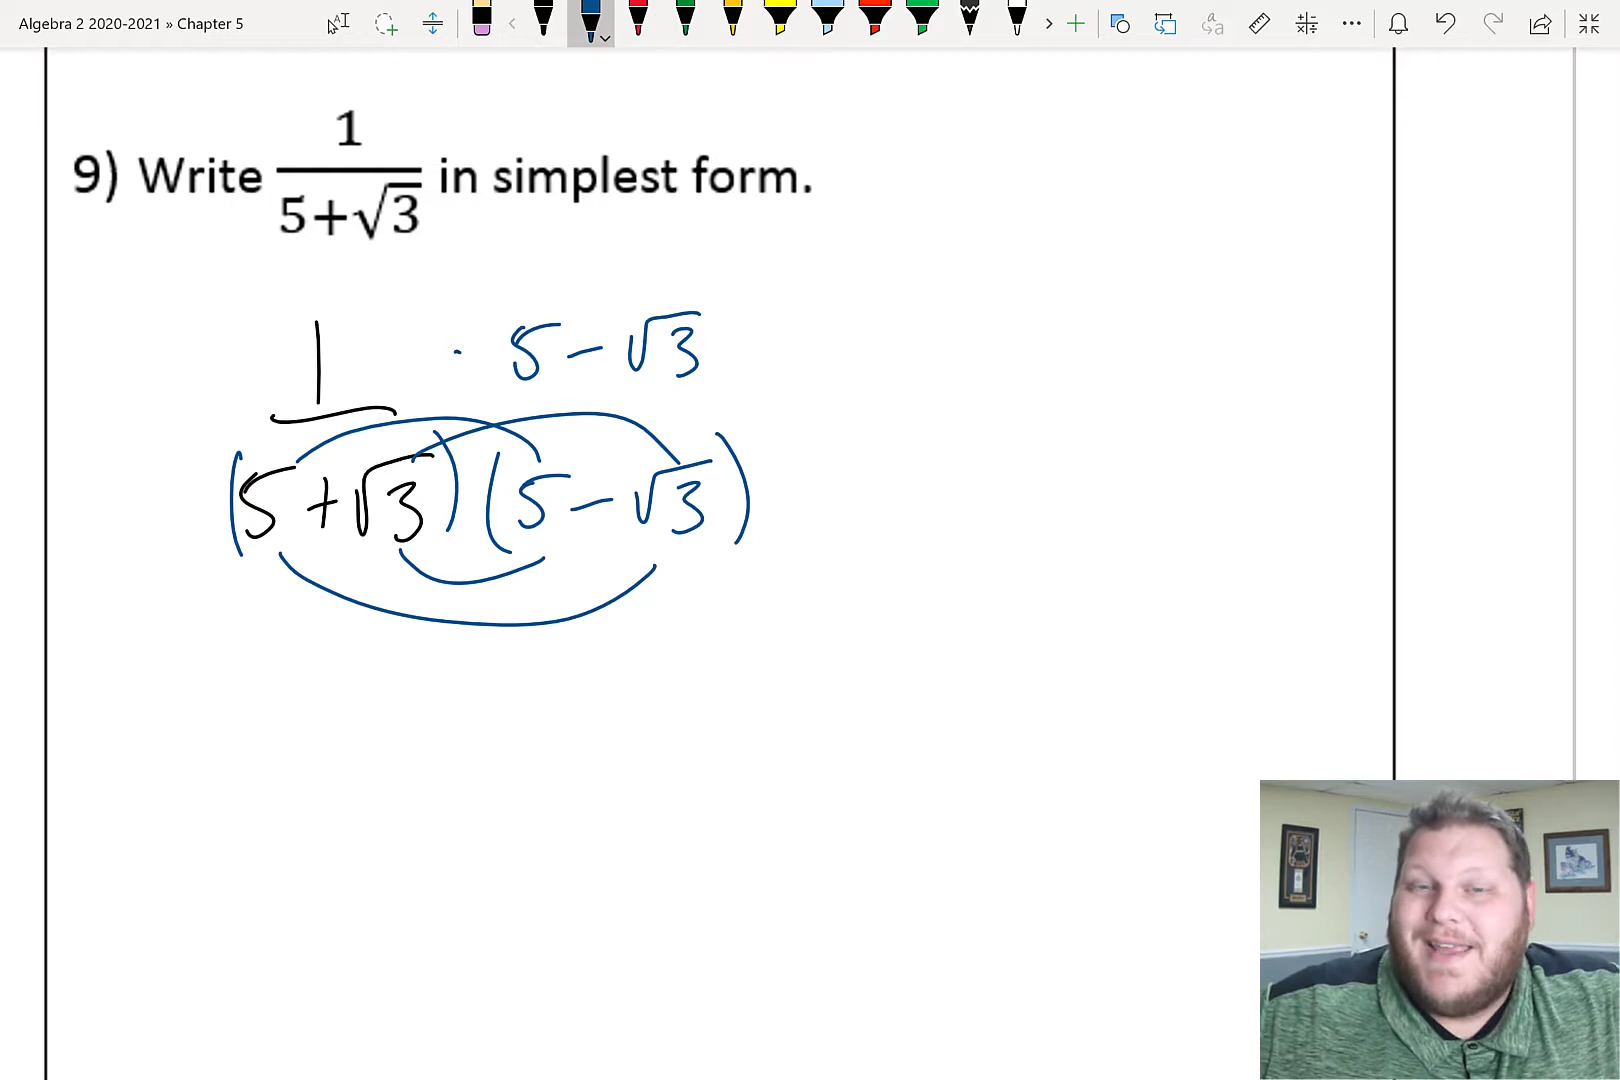 Algebra 2 2020-2021 » Chapter 5
9) Write 1/(5+√3) in simplest form.
1 · 5 - √3
(5 + √3) (5 - √3)